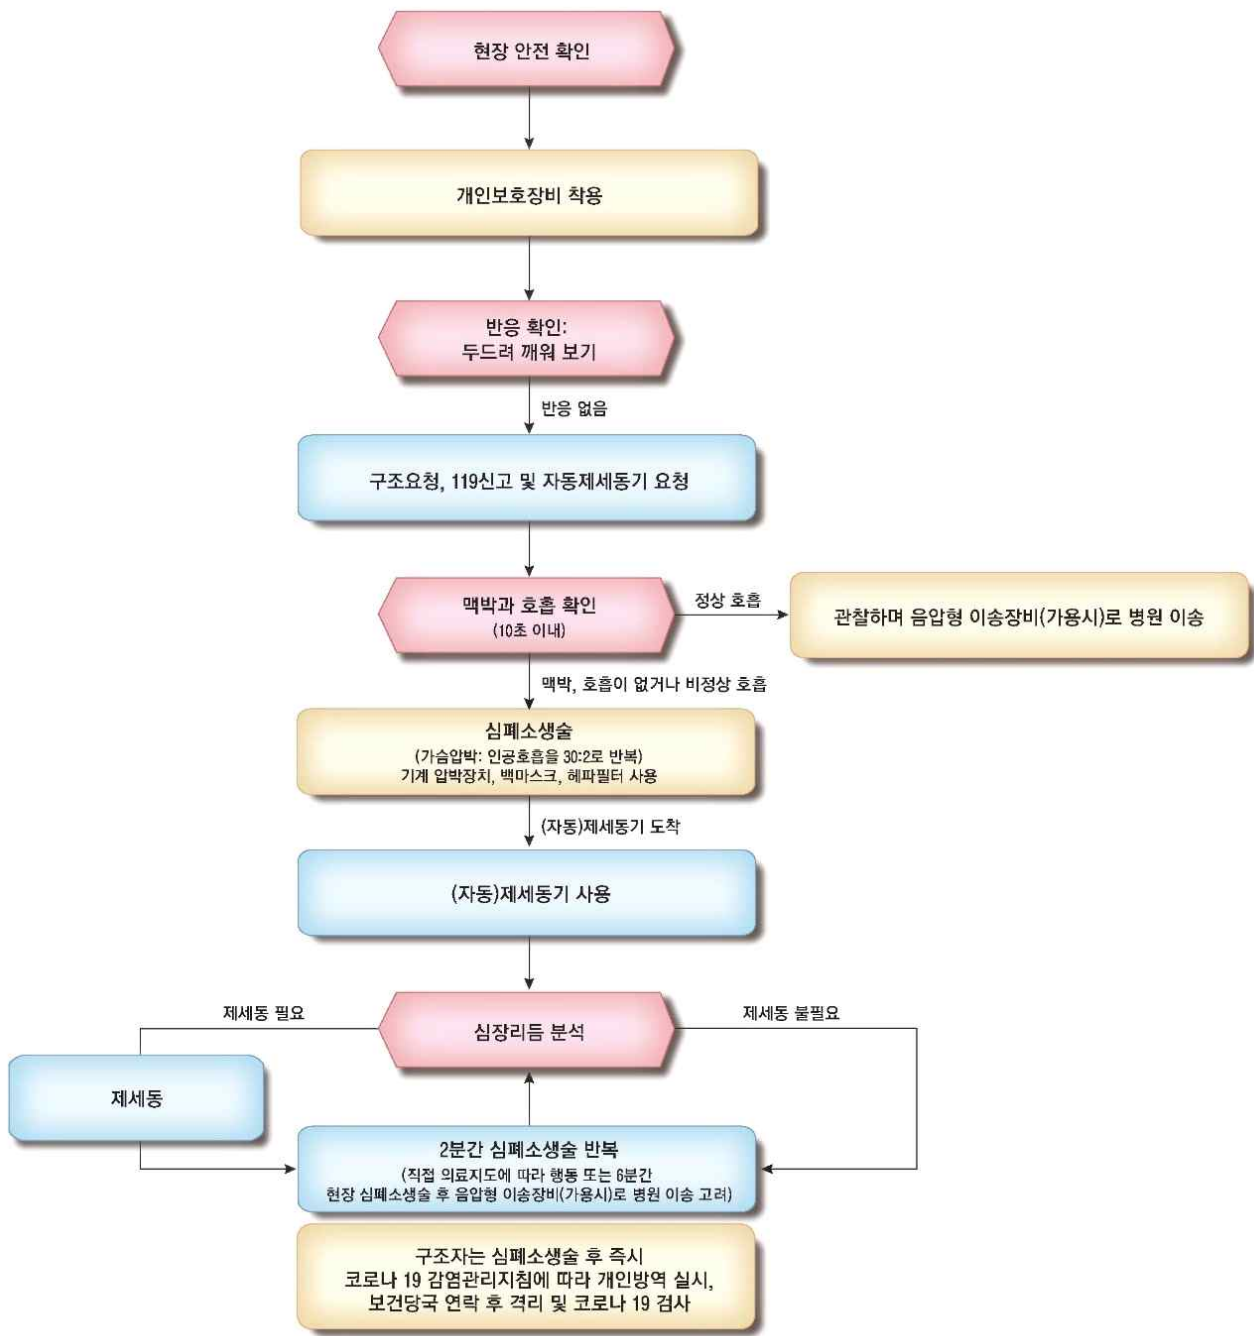 현장 안전 확인
개인보호장비 착용
반응 확인:
두드려 깨워 보기
반응 없음
구조요청, 119신고 및 자동제세동기 요청
맥박과 호흡 확인
(10초 이내)
정상 호흡
관찰하며 음압형 이송장비(가용시)로 병원 이송
맥박, 호흡이 없거나 비정상 호흡
심폐소생술
(가슴압박: 인공호흡을 30:2로 반복)
기계 압박장치, 백마스크, 헤파필터 사용
(자동)제세동기 도착
(자동)제세동기 사용
제세동 필요
심장리듬 분석
제세동 불필요
제세동
2분간 심폐소생술 반복
(직접 의료지도에 따라 행동 또는 6분간
현장 심폐소생술 후 음압형 이송장비(가용시)로 병원 이송 고려)
구조자는 심폐소생술 후 즉시
코로나 19 감염관리지침에 따라 개인방역 실시,
보건당국 연락 후 격리 및 코로나 19 검사